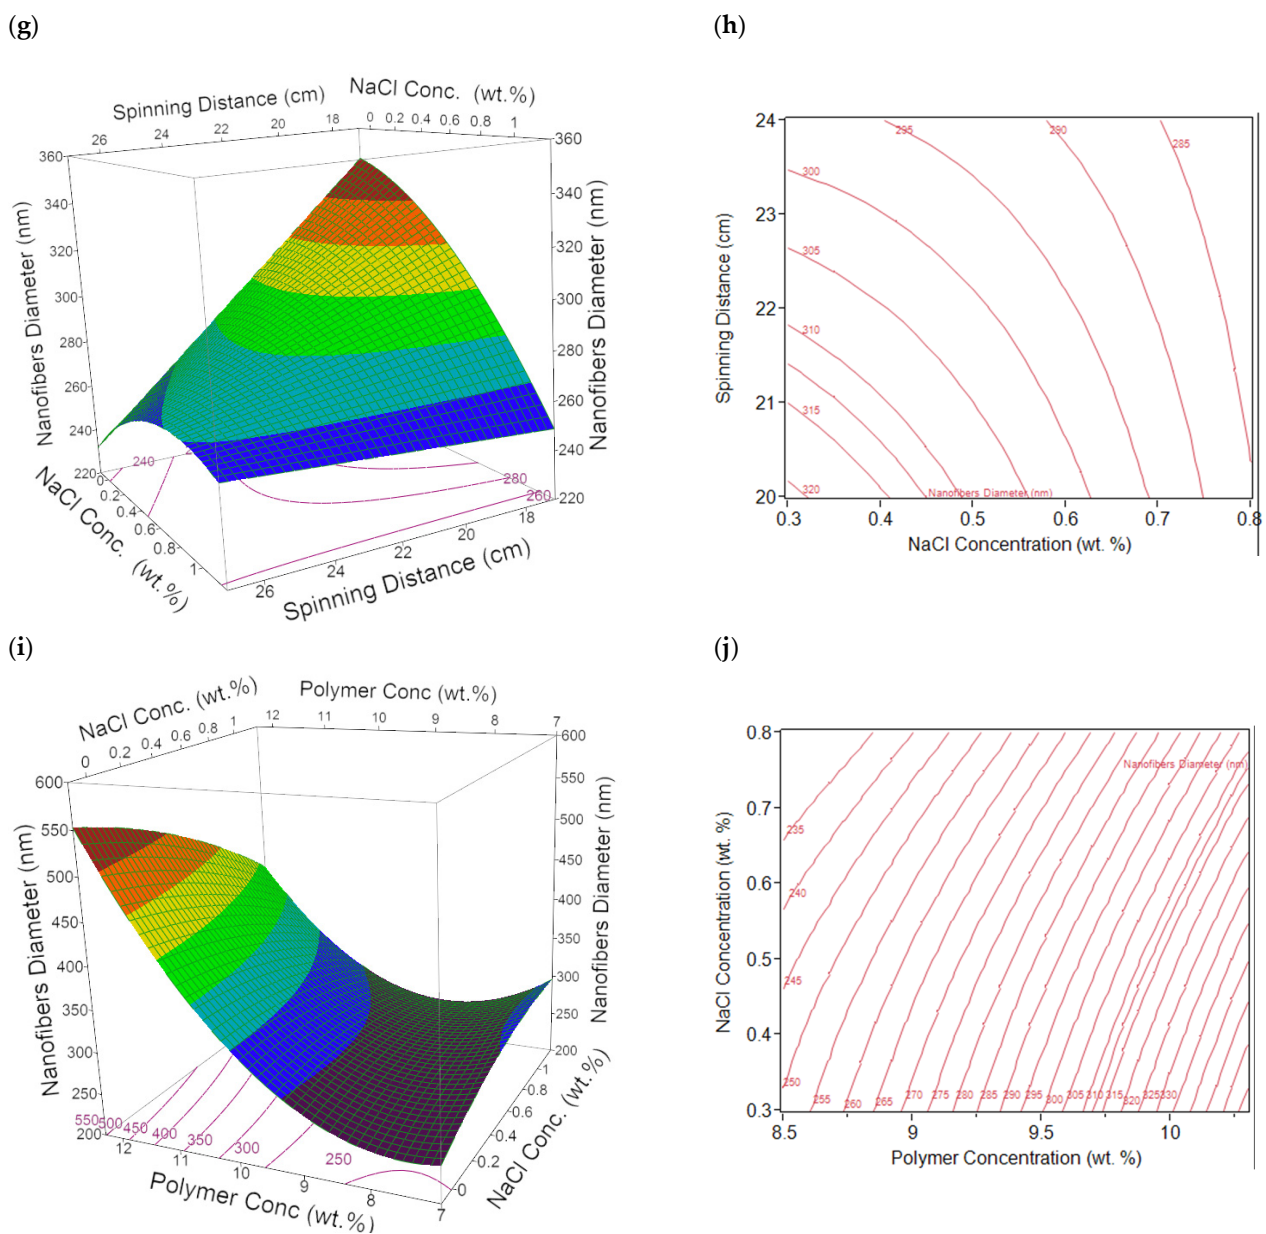 (g)
(h)
Spinning Distance (cm)
NaCl Conc. (wt.%)
26 24 22 20 18
0 0.2 0.4 0.6 0.8 1
360
340
320
300
280
260
240
220
Nanofibers Diameter (nm)
360
340
320
300
280
260
240
220
Nanofibers Diameter (nm)
240
280
260
0
0.2
0.4
0.6
0.8
1
NaCl Conc. (wt.%)
26 24 22 20 18
Spinning Distance (cm)
24
23
22
21
20
Spinning Distance (cm)
295
290
285
300
305
310
315
320
Nanofibers Diameter (nm)
0.3 0.4 0.5 0.6 0.7 0.8
NaCl Concentration (wt. %)
(i)
(j)
NaCl Conc. (wt.%)
Polymer Conc (wt.%)
0 0.2 0.4 0.6 0.8 1
12 11 10 9 8 7
600
550
500
450
400
350
300
250
200
Nanofibers Diameter (nm)
600
550
500
450
400
350
300
250
200
Nanofibers Diameter (nm)
550 500 450 400 350 300 250
12 11 10 9 8 7
Polymer Conc (wt.%)
1
0.8
0.6
0.4
0.2
0
NaCl Conc. (wt.%)
0.8
0.7
0.6
0.5
0.4
0.3
NaCl Concentration (wt. %)
Nanofibers Diameter (nm)
235
240
245
250
255 260 265 270 275 280 285 290 295 300 305 310 315 320 325 330
8.5 9 9.5 10
Polymer Concentration (wt. %)